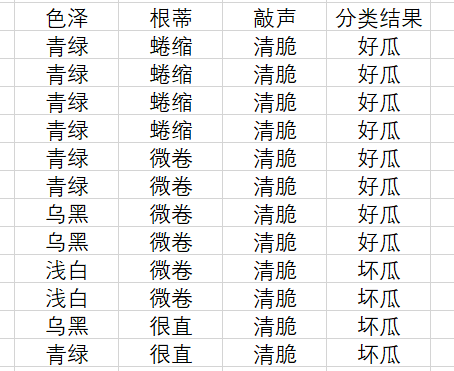 色泽 根蒂 敲声 分类结果
青绿 蜷缩 清脆 好瓜
青绿 蜷缩 清脆 好瓜
青绿 蜷缩 清脆 好瓜
青绿 蜷缩 清脆 好瓜
青绿 微卷 清脆 好瓜
青绿 微卷 清脆 好瓜
乌黑 微卷 清脆 好瓜
乌黑 微卷 清脆 好瓜
浅白 微卷 清脆 坏瓜
浅白 微卷 清脆 坏瓜
乌黑 很直 清脆 坏瓜
青绿 很直 清脆 坏瓜